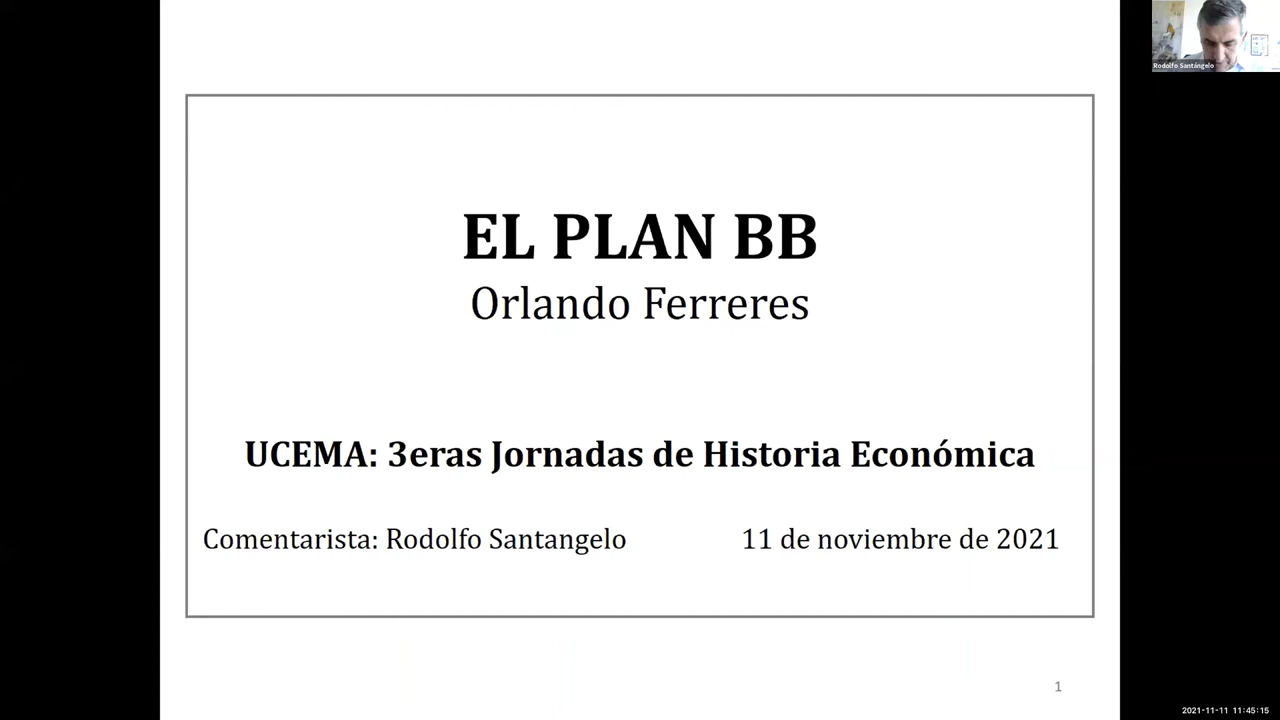 Rodolfo Santángelo
EL PLAN BB
Orlando Ferreres
UCEMA: 3eras Jornadas de Historia Económica
Comentarista: Rodolfo Santangelo 11 de noviembre de 2021
1
2021-11-11 11:45:15